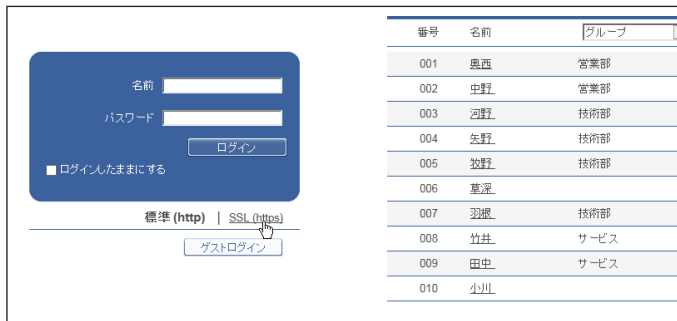 名前
パスワード
ログイン
ログインしたままにする
標準 (http) | SSL (https)
ゲストログイン
番号 名前 グループ
001 奥西 営業部
002 中野 営業部
003 河野 技術部
004 矢野 技術部
005 牧野 技術部
006 草深
007 羽根 技術部
008 竹井 サービス
009 田中 サービス
010 小川